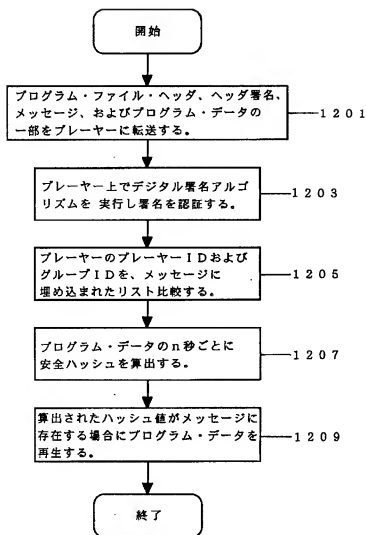 開始
プログラム・ファイル・ヘッダ、ヘッダ署名、
メッセージ、およびプログラム・データの
一部をプレーヤーに転送する。
1201
プレーヤー上でデジタル署名アルゴ
リズムを 実行し署名を認証する。
1203
プレーヤーのプレーヤーIDおよび
グループIDを、メッセージに
埋め込まれたリスト比較する。
1205
プログラム・データのn秒ごとに
安全ハッシュを算出する。
1207
算出されたハッシュ値がメッセージに
存在する場合にプログラム・データを
再生する。
1209
終了